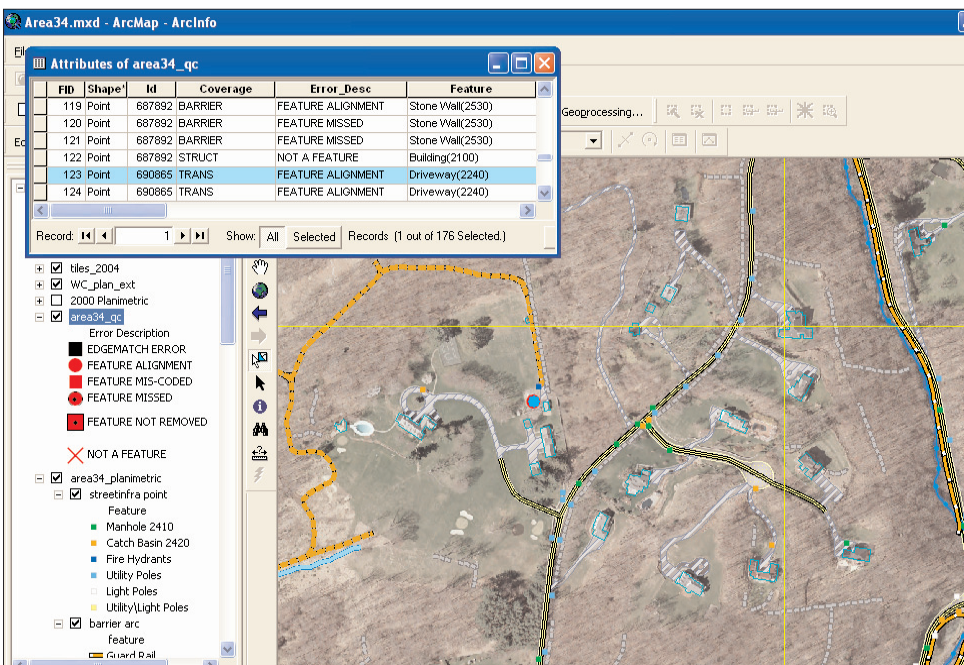 Area34.mxd - ArcMap - ArcInfo
Attributes of area34_qc
FID Shape* Id Coverage Error_Desc Feature
119 Point 687892 BARRIER FEATURE ALIGNMENT Stone Wall(2530)
120 Point 687892 BARRIER FEATURE MISSED Stone Wall(2530)
121 Point 687892 BARRIER FEATURE MISSED Stone Wall(2530)
122 Point 687892 STRUCT NOT A FEATURE Building(2100)
123 Point 690865 TRANS FEATURE ALIGNMENT Driveway(2240)
124 Point 690865 TRANS FEATURE ALIGNMENT Driveway(2240)
Record: 1 Show: All Selected Records (1 out of 176 Selected.)
Geoprocessing...
tiles_2004
WC_plan_ext
2000 Planimetric
area34_qc
Error Description
EDGEMATCH ERROR
FEATURE ALIGNMENT
FEATURE MIS-CODED
FEATURE MISSED
FEATURE NOT REMOVED
NOT A FEATURE
area34_planimetric
streetinfra point
Feature
Manhole 2410
Catch Basin 2420
Fire Hydrants
Utility Poles
Light Poles
Utility\Light Poles
barrier arc
feature
Guard Rail